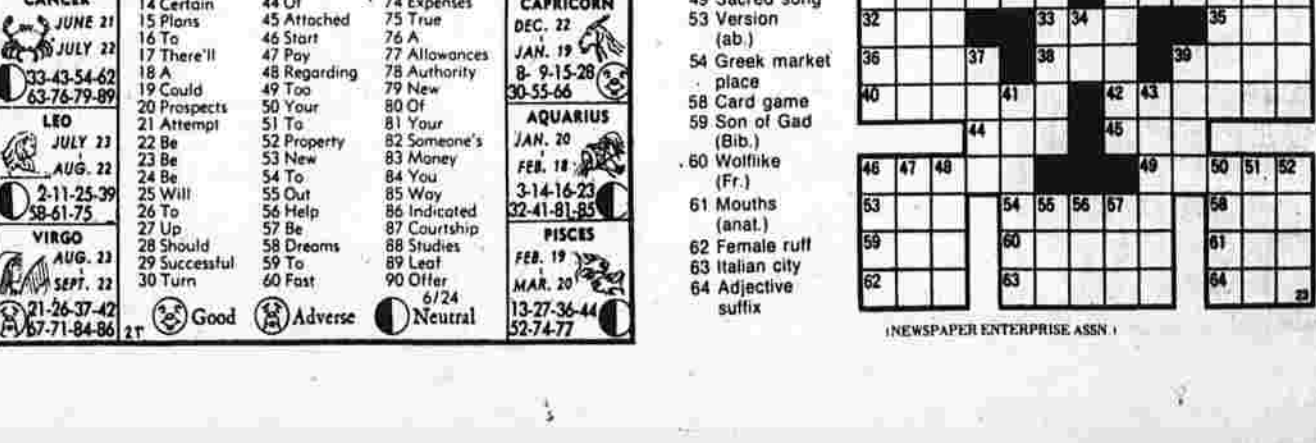 CANCER
JUNE 21
JULY 22
33-43-54-62
63-76-79-89
LEO
JULY 23
AUG. 22
2-11-25-39
58-61-75
VIRGO
AUG. 23
SEPT. 22
21-26-37-42
67-71-84-86
14 Certain
15 Plans
16 To
17 There'll
18 A
19 Could
20 Prospects
21 Attempt
22 Be
23 Be
24 Be
25 Will
26 To
27 Up
28 Should
29 Successful
30 Turn
44 Of
45 Attached
46 Start
47 Pay
48 Regarding
49 Too
50 Your
51 To
52 Property
53 New
54 To
55 Out
56 Help
57 Be
58 Dreams
59 To
60 Fast
74 Expenses
75 True
76 A
77 Allowances
78 Authority
79 New
80 Of
81 Your
82 Someone's
83 Money
84 You
85 Way
86 Indicated
87 Courtship
88 Studies
89 Leaf
90 Offer
6/24
Good
Adverse
Neutral
CAPRICORN
DEC. 22
JAN. 19
8- 9-15-28
30-55-66
AQUARIUS
JAN. 20
FEB. 18
3-14-16-23
32-41-81-85
PISCES
FEB. 19
MAR. 20
13-27-36-44
52-74-77
49 Sacred song
53 Version
(ab.)
54 Greek market
place
58 Card game
59 Son of Gad
(Bib.)
60 Wolflike
(Fr.)
61 Mouths
(anat.)
62 Female ruff
63 Italian city
64 Adjective
suffix
32 33 34 35
36 37 38 39
40 41 42 43
44 45
46 47 48 49 50 51 52
53 54 55 56 57 58
59 60 61
62 63 64
(NEWSPAPER ENTERPRISE ASSN.)